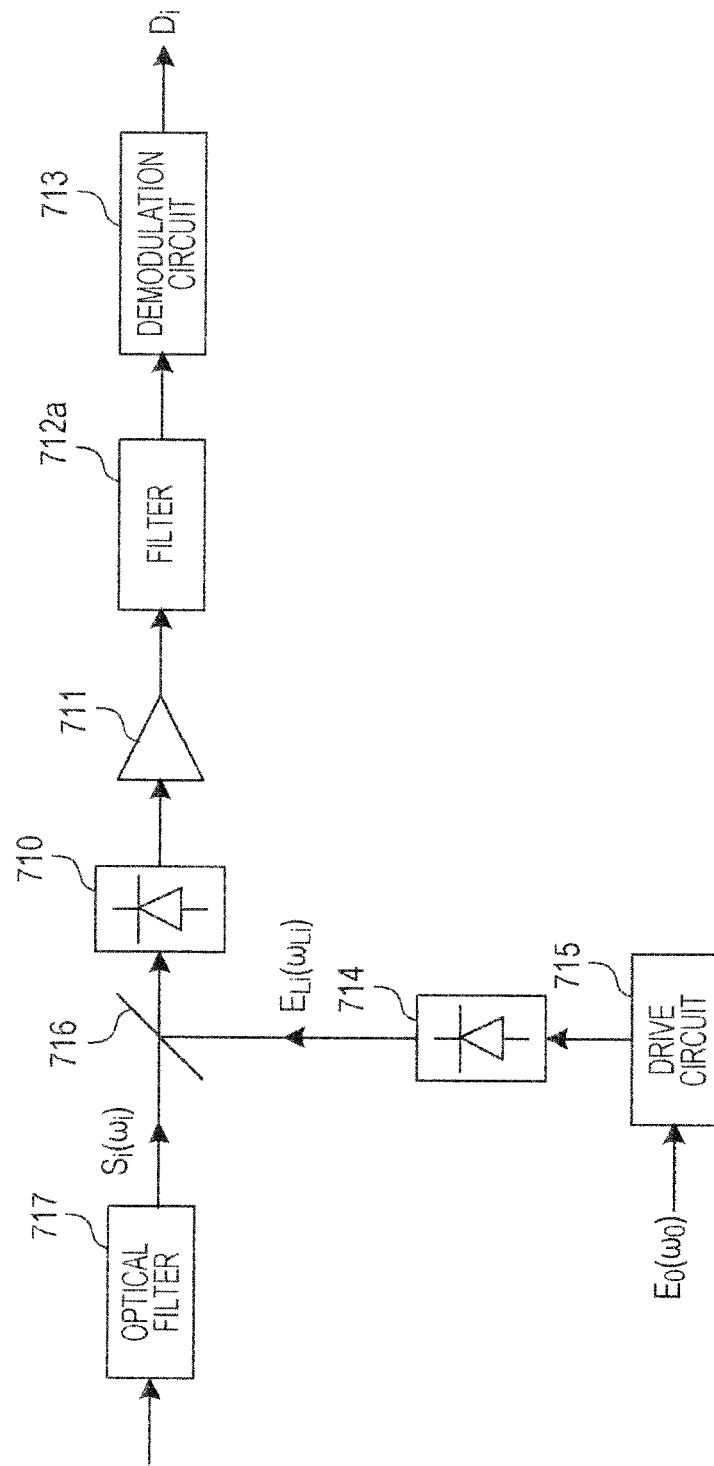 717
OPTICAL
FILTER
Si(ωi)
716
710
711
712a
FILTER
713
DEMODULATION
CIRCUIT
Di
ELi(ωLi)
714
715
DRIVE
CIRCUIT
E0(ω0)